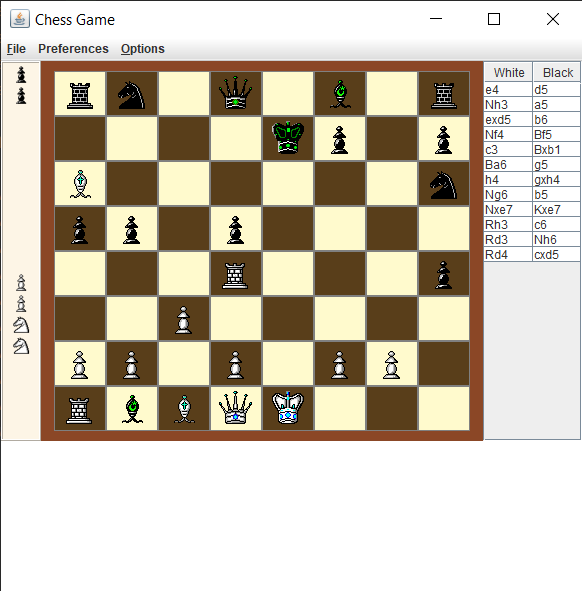 Chess Game
File Preferences Options
White Black
e4 d5
Nh3 a5
exd5 b6
Nf4 Bf5
c3 Bxb1
Ba6 g5
h4 gxh4
Ng6 b5
Nxe7 Kxe7
Rh3 c6
Rd3 Nh6
Rd4 cxd5